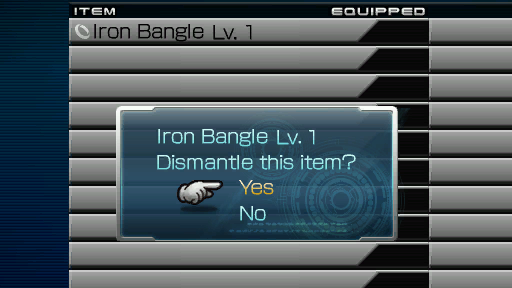 ITEM EQUIPPED
Iron Bangle Lv. 1
Iron Bangle Lv. 1
Dismantle this item?
Yes
No